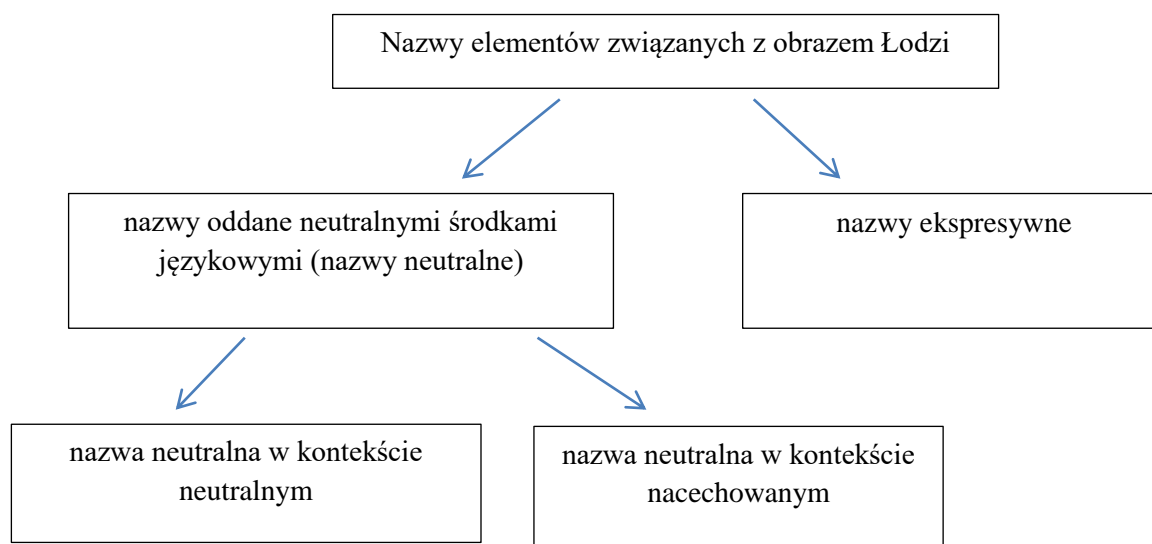 Nazwy elementów związanych z obrazem Łodzi
nazwy oddane neutralnymi środkami
językowymi (nazwy neutralne)
nazwy ekspresywne
nazwa neutralna w kontekście
neutralnym
nazwa neutralna w kontekście
nacechowanym